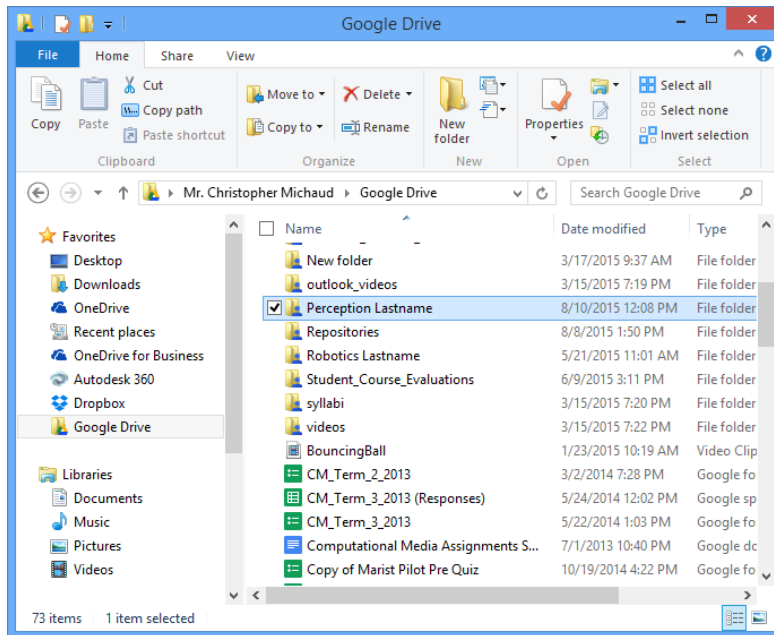 Google Drive
File Home Share View
Copy
Paste
Cut
Copy path
Paste shortcut
Clipboard
Move to
Copy to
Delete
Rename
Organize
New
folder
New
Properties
Open
Select all
Select none
Invert selection
Select
Mr. Christopher Michaud Google Drive
Search Google Drive
Favorites
Desktop
Downloads
OneDrive
Recent places
OneDrive for Business
Autodesk 360
Dropbox
Google Drive
Libraries
Documents
Music
Pictures
Videos
Name Date modified Type
New folder 3/17/2015 9:37 AM File folder
outlook_videos 3/15/2015 7:19 PM File folder
Perception Lastname 8/10/2015 12:08 PM File folder
Repositories 8/8/2015 1:50 PM File folder
Robotics Lastname 5/21/2015 11:01 AM File folder
Student_Course_Evaluations 6/9/2015 3:11 PM File folder
syllabi 3/15/2015 7:20 PM File folder
videos 3/15/2015 7:22 PM File folder
BouncingBall 1/23/2015 10:19 AM Video Clip
CM_Term_2_2013 3/2/2014 7:28 PM Google fo
CM_Term_3_2013 (Responses) 5/24/2014 12:02 PM Google sp
CM_Term_3_2013 5/22/2014 1:03 PM Google fo
Computational Media Assignments S... 7/1/2013 10:40 PM Google dc
Copy of Marist Pilot Pre Quiz 10/19/2014 4:22 PM Google fo
73 items 1 item selected